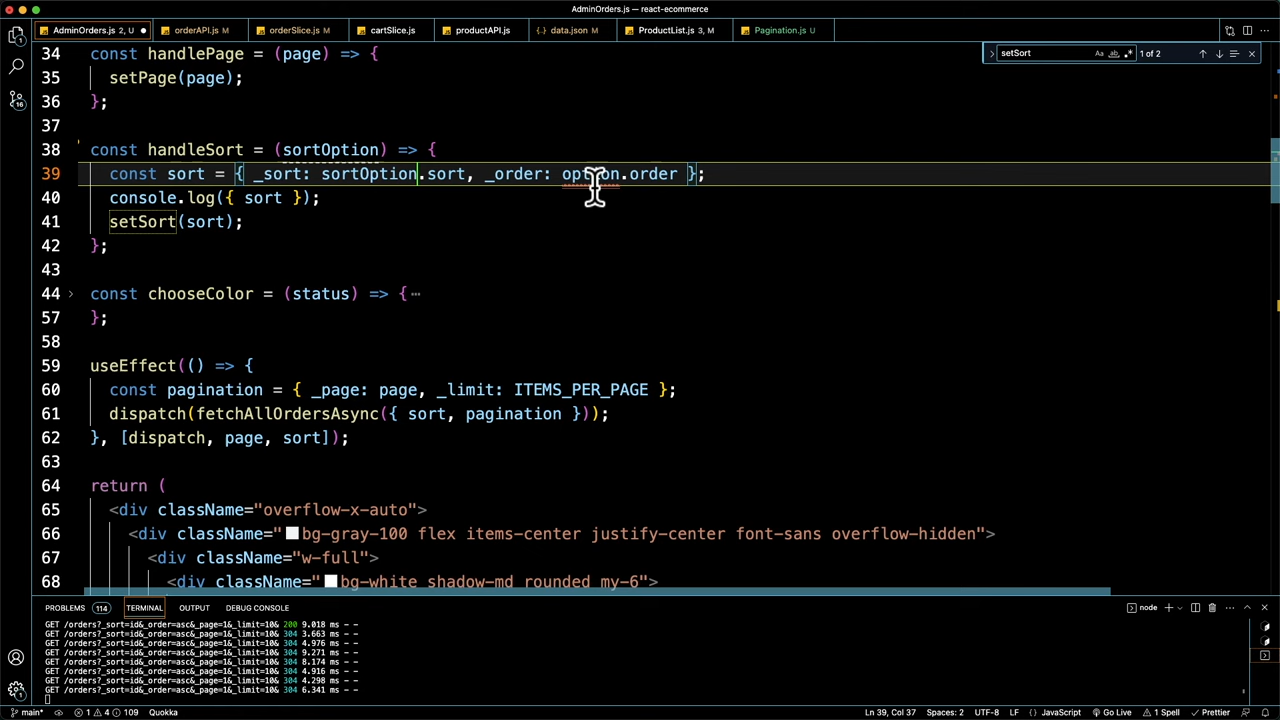 AdminOrders.js — react-ecommerce
AdminOrders.js 2, U
orderAPI.js M
orderSlice.js M
cartSlice.js
productAPI.js
data.json M
ProductList.js 3, M
Pagination.js U
setSort
Aa
ab
1 of 2
34 const handlePage = (page) => {
35 setPage(page);
36 };
37
38 const handleSort = (sortOption) => {
39 const sort = { _sort: sortOption.sort, _order: option.order };
40 console.log({ sort });
41 setSort(sort);
42 };
43
44 const chooseColor = (status) => {⋯
57 };
58
59 useEffect(() => {
60 const pagination = { _page: page, _limit: ITEMS_PER_PAGE };
61 dispatch(fetchAllOrdersAsync({ sort, pagination }));
62 }, [dispatch, page, sort]);
63
64 return (
65 <div className="overflow-x-auto">
66 <div className="bg-gray-100 flex items-center justify-center font-sans overflow-hidden">
67 <div className="w-full">
68 <div className="bg-white shadow-md rounded my-6">
PROBLEMS 114 TERMINAL OUTPUT DEBUG CONSOLE
node
GET /orders?_sort=id&_order=asc&_page=1&_limit=10& 200 9.018 ms - -
GET /orders?_sort=id&_order=asc&_page=1&_limit=10& 304 3.663 ms - -
GET /orders?_sort=id&_order=asc&_page=1&_limit=10& 304 4.976 ms - -
GET /orders?_sort=id&_order=asc&_page=1&_limit=10& 304 9.271 ms - -
GET /orders?_sort=id&_order=asc&_page=1&_limit=10& 304 8.174 ms - -
GET /orders?_sort=id&_order=asc&_page=1&_limit=10& 304 4.916 ms - -
GET /orders?_sort=id&_order=asc&_page=1&_limit=10& 304 4.298 ms - -
GET /orders?_sort=id&_order=asc&_page=1&_limit=10& 304 6.341 ms - -
main* 1 4 109 Quokka Ln 39, Col 37 Spaces: 2 UTF-8 LF {} JavaScript Go Live 1 Spell Prettier